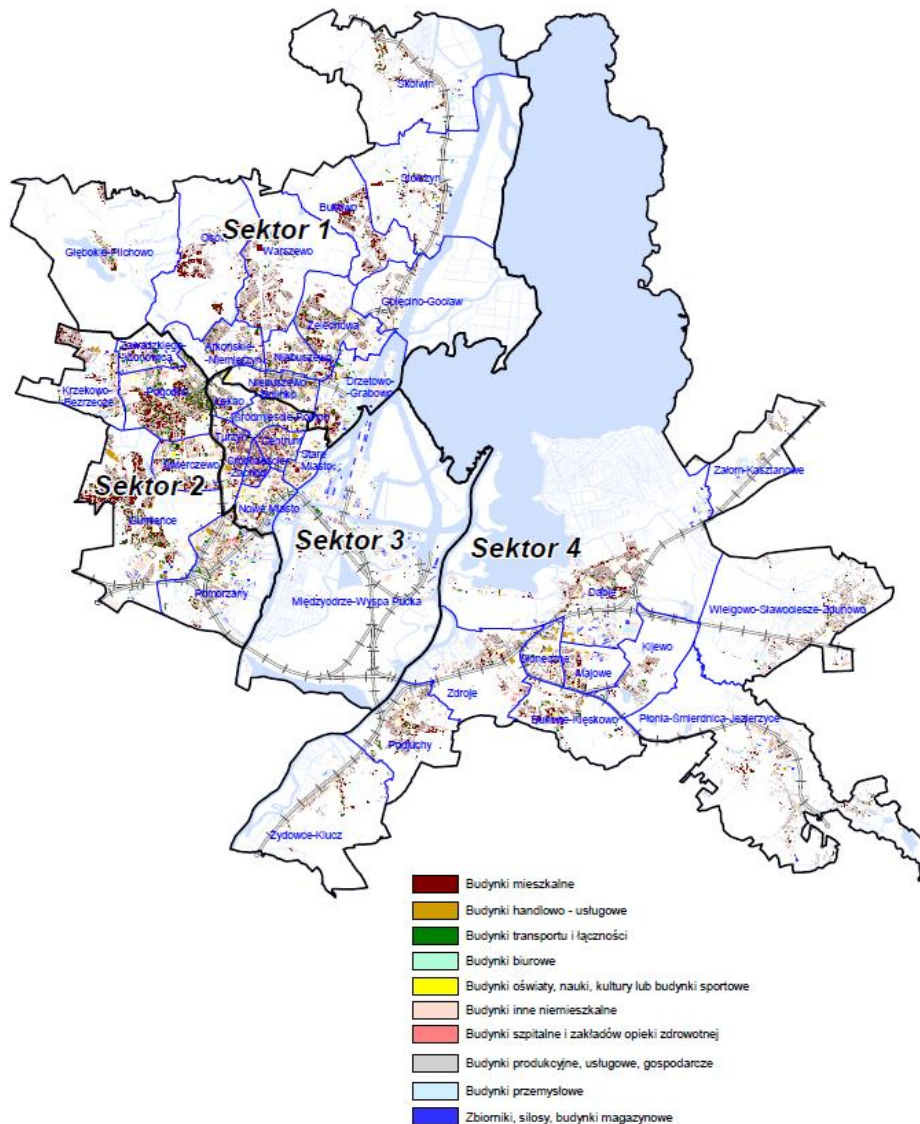 Skolwin
Stołczyn
Bukowo
Sektor 1
Głębokie-Pilchowo
Warszewo
Golęcino-Gocław
Żelechowa
Arkońskie-
-Niemierzyn
Niebuszewo
Zawadzkiego-
Drzetowo-
-Grabowo
Krzekowo-
-Bezrzecze
Pogodno
Łękno
Śródmieście-Północ
Turzyn
Centrum
Stare
Miasto
Świerczewo
Załom-Kasztanowe
Sektor 2
Nowe Miasto
Gumieńce
Sektor 3
Sektor 4
Pomorzany
Międzyodrze-Wyspa Pucka
Dąbie
Wielgowo-Sławociesze-Zdunowo
Słoneczne
Kijewo
Majowe
Zdroje
Bukowe-Klęskowo
Płonia-Śmierdnica-Jezierzyce
Podjuchy
Żydowce-Klucz
Budynki mieszkalne
Budynki handlowo - usługowe
Budynki transportu i łączności
Budynki biurowe
Budynki oświaty, nauki, kultury lub budynki sportowe
Budynki inne niemieszkalne
Budynki szpitalne i zakładów opieki zdrowotnej
Budynki produkcyjne, usługowe, gospodarcze
Budynki przemysłowe
Zbiorniki, silosy, budynki magazynowe